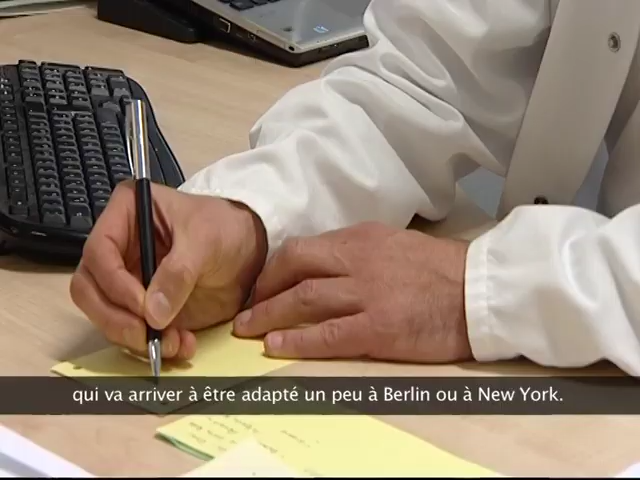 qui va arriver à être adapté un peu à Berlin ou à New York.